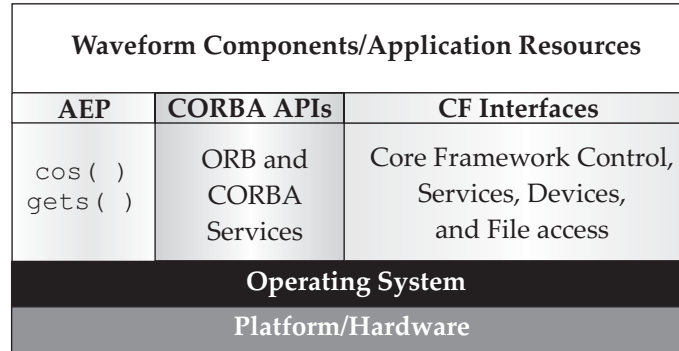 Waveform Components/Application Resources
AEP
CORBA APIs
CF Interfaces
cos( )
gets( )
ORB and
CORBA
Services
Core Framework Control,
Services, Devices,
and File access
Operating System
Platform/Hardware